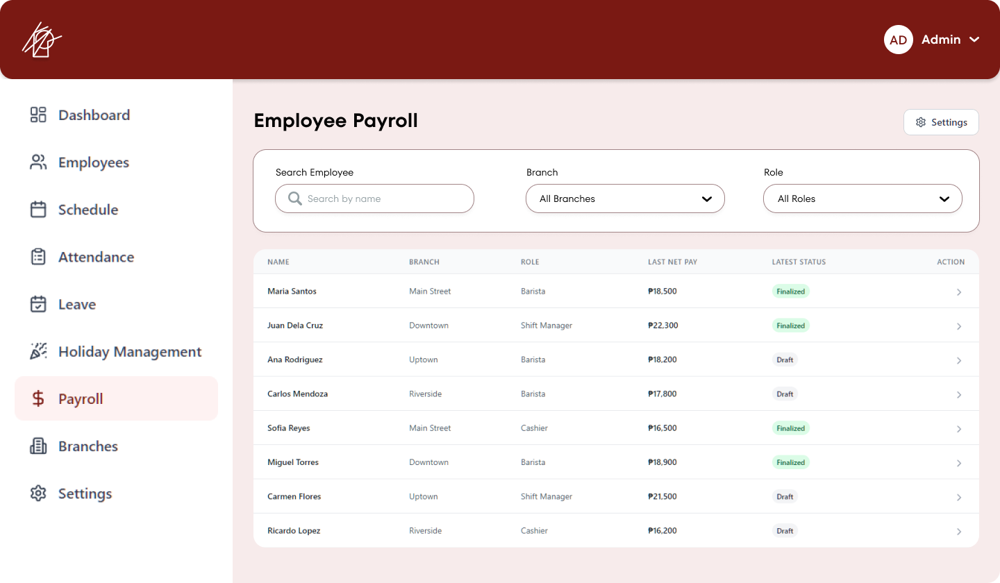 AD Admin
Dashboard
Employees
Schedule
Attendance
Leave
Holiday Management
Payroll
Branches
Settings
Employee Payroll
Settings
Search Employee Branch Role
Search by name All Branches All Roles
NAME BRANCH ROLE LAST NET PAY LATEST STATUS ACTION
Maria Santos Main Street Barista ₱18,500 Finalized
Juan Dela Cruz Downtown Shift Manager ₱22,300 Finalized
Ana Rodriguez Uptown Barista ₱18,200 Draft
Carlos Mendoza Riverside Barista ₱17,800 Draft
Sofia Reyes Main Street Cashier ₱16,500 Finalized
Miguel Torres Downtown Barista ₱18,900 Finalized
Carmen Flores Uptown Shift Manager ₱21,500 Draft
Ricardo Lopez Riverside Cashier ₱16,200 Draft